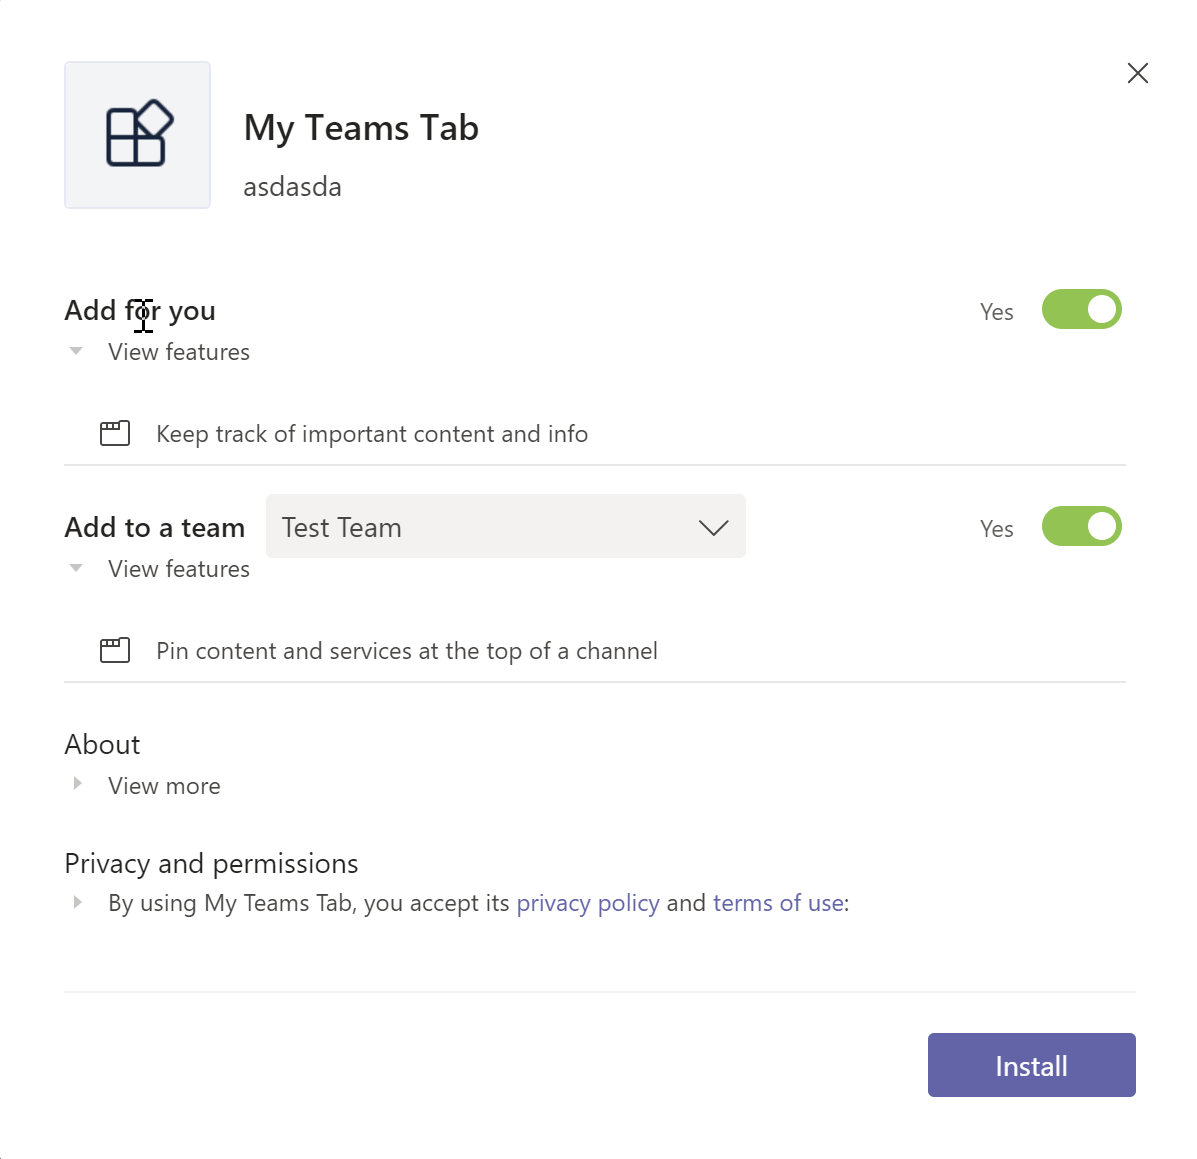 My Teams Tab
asdasda
Add for you
Yes
View features
Keep track of important content and info
Add to a team
Test Team
Yes
View features
Pin content and services at the top of a channel
About
View more
Privacy and permissions
By using My Teams Tab, you accept its privacy policy and terms of use:
Install